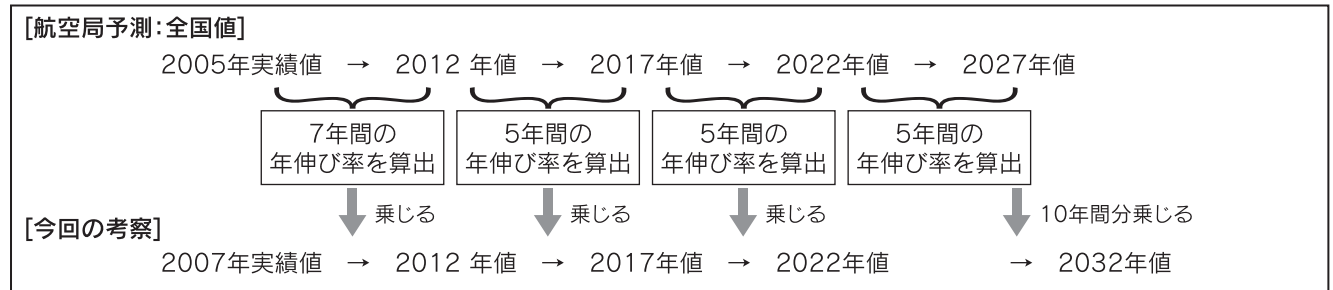 [航空局予測:全国値]
2005年実績値 → 2012 年値 → 2017年値 → 2022年値 → 2027年値
7年間の 5年間の 5年間の 5年間の
年伸び率を算出 年伸び率を算出 年伸び率を算出 年伸び率を算出
乗じる 乗じる 乗じる 10年間分乗じる
[今回の考察]
2007年実績値 → 2012 年値 → 2017年値 → 2022年値 → 2032年値